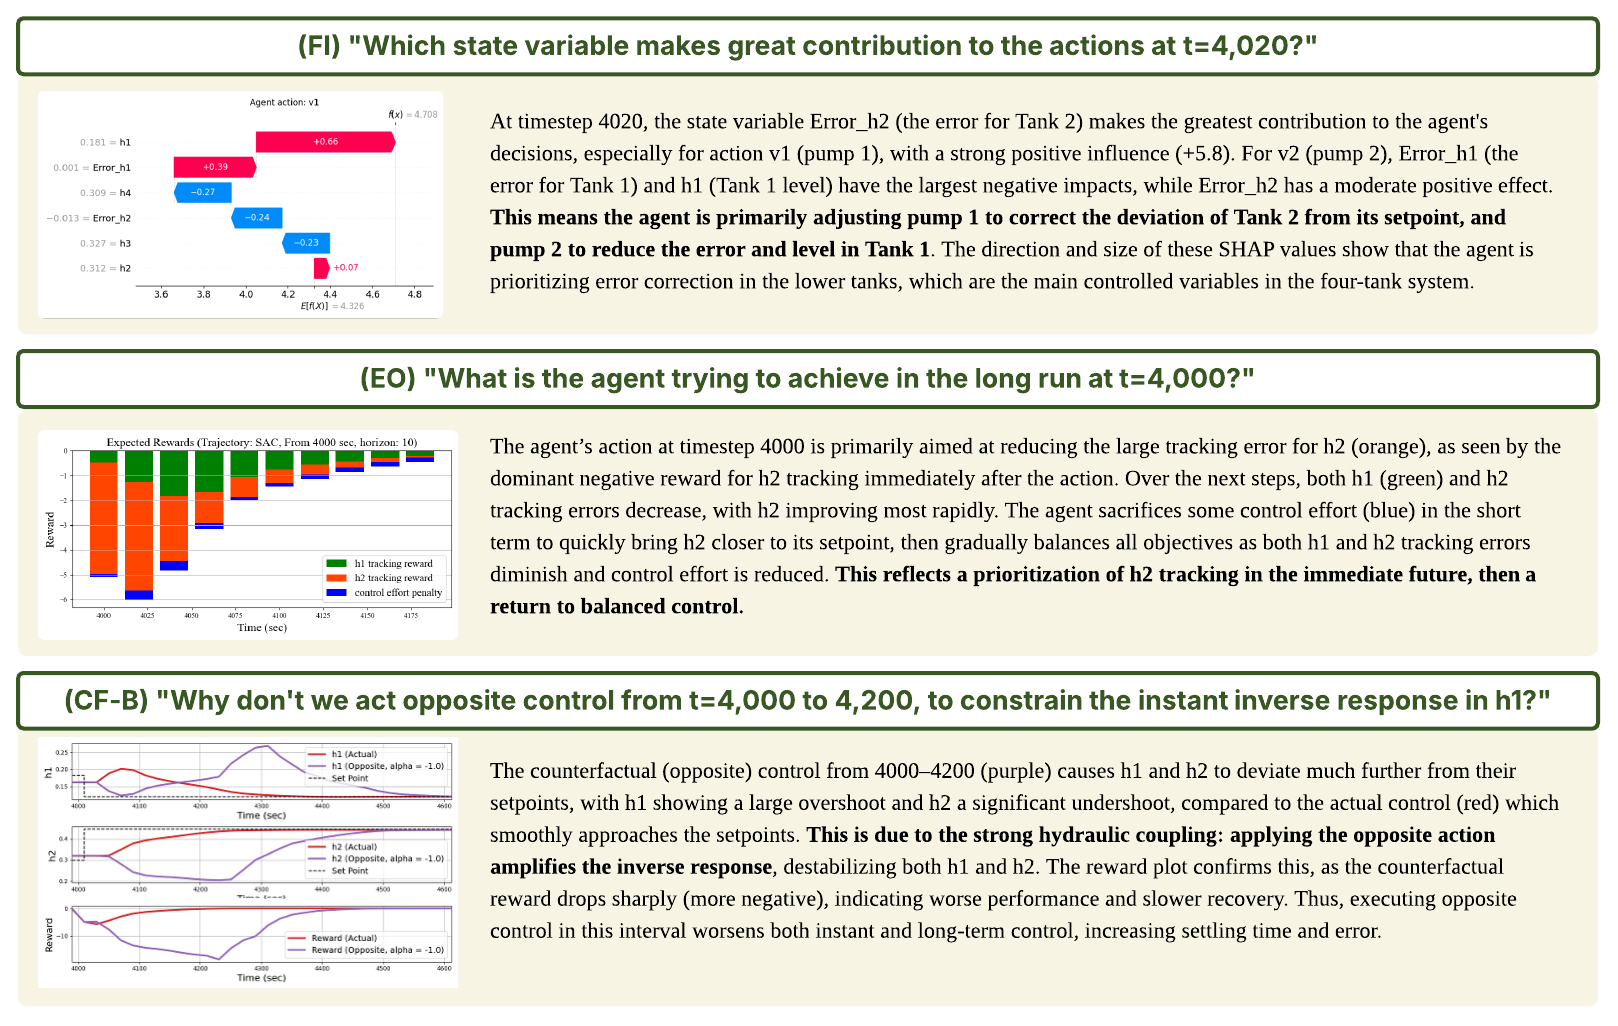 (FI) "Which state variable makes great contribution to the actions at t=4,020?"
Agent action: v1
f(x) = 4.708
0.181 = h1
+0.66
0.001 = Error_h1
+0.39
0.309 = h4
−0.27
−0.013 = Error_h2
−0.24
0.327 = h3
−0.23
0.312 = h2
+0.07
3.6 3.8 4.0 4.2 4.4 4.6 4.8
E[f(X)] = 4.326
At timestep 4020, the state variable Error_h2 (the error for Tank 2) makes the greatest contribution to the agent's
decisions, especially for action v1 (pump 1), with a strong positive influence (+5.8). For v2 (pump 2), Error_h1 (the
error for Tank 1) and h1 (Tank 1 level) have the largest negative impacts, while Error_h2 has a moderate positive effect.
This means the agent is primarily adjusting pump 1 to correct the deviation of Tank 2 from its setpoint, and
pump 2 to reduce the error and level in Tank 1. The direction and size of these SHAP values show that the agent is
prioritizing error correction in the lower tanks, which are the main controlled variables in the four-tank system.
(EO) "What is the agent trying to achieve in the long run at t=4,000?"
Expected Rewards (Trajectory: SAC, From 4000 sec, horizon: 10)
Reward
0
−1
−2
−3
−4
−5
−6
h1 tracking reward
h2 tracking reward
control effort penalty
4000 4025 4050 4075 4100 4125 4150 4175
Time (sec)
The agent’s action at timestep 4000 is primarily aimed at reducing the large tracking error for h2 (orange), as seen by the
dominant negative reward for h2 tracking immediately after the action. Over the next steps, both h1 (green) and h2
tracking errors decrease, with h2 improving most rapidly. The agent sacrifices some control effort (blue) in the short
term to quickly bring h2 closer to its setpoint, then gradually balances all objectives as both h1 and h2 tracking errors
diminish and control effort is reduced. This reflects a prioritization of h2 tracking in the immediate future, then a
return to balanced control.
(CF-B) "Why don't we act opposite control from t=4,000 to 4,200, to constrain the instant inverse response in h1?"
h1
0.25
0.20
0.15
h1 (Actual)
h1 (Opposite, alpha = -1.0)
Set Point
4000 4100 4200 4300 4400 4500 4600
Time (sec)
h2
0.4
0.3
0.2
h2 (Actual)
h2 (Opposite, alpha = -1.0)
Set Point
4000 4100 4200 4300 4400 4500 4600
Time (sec)
Reward
0
−10
Reward (Actual)
Reward (Opposite, alpha = -1.0)
4000 4100 4200 4300 4400 4500 4600
Time (sec)
The counterfactual (opposite) control from 4000–4200 (purple) causes h1 and h2 to deviate much further from their
setpoints, with h1 showing a large overshoot and h2 a significant undershoot, compared to the actual control (red) which
smoothly approaches the setpoints. This is due to the strong hydraulic coupling: applying the opposite action
amplifies the inverse response, destabilizing both h1 and h2. The reward plot confirms this, as the counterfactual
reward drops sharply (more negative), indicating worse performance and slower recovery. Thus, executing opposite
control in this interval worsens both instant and long-term control, increasing settling time and error.